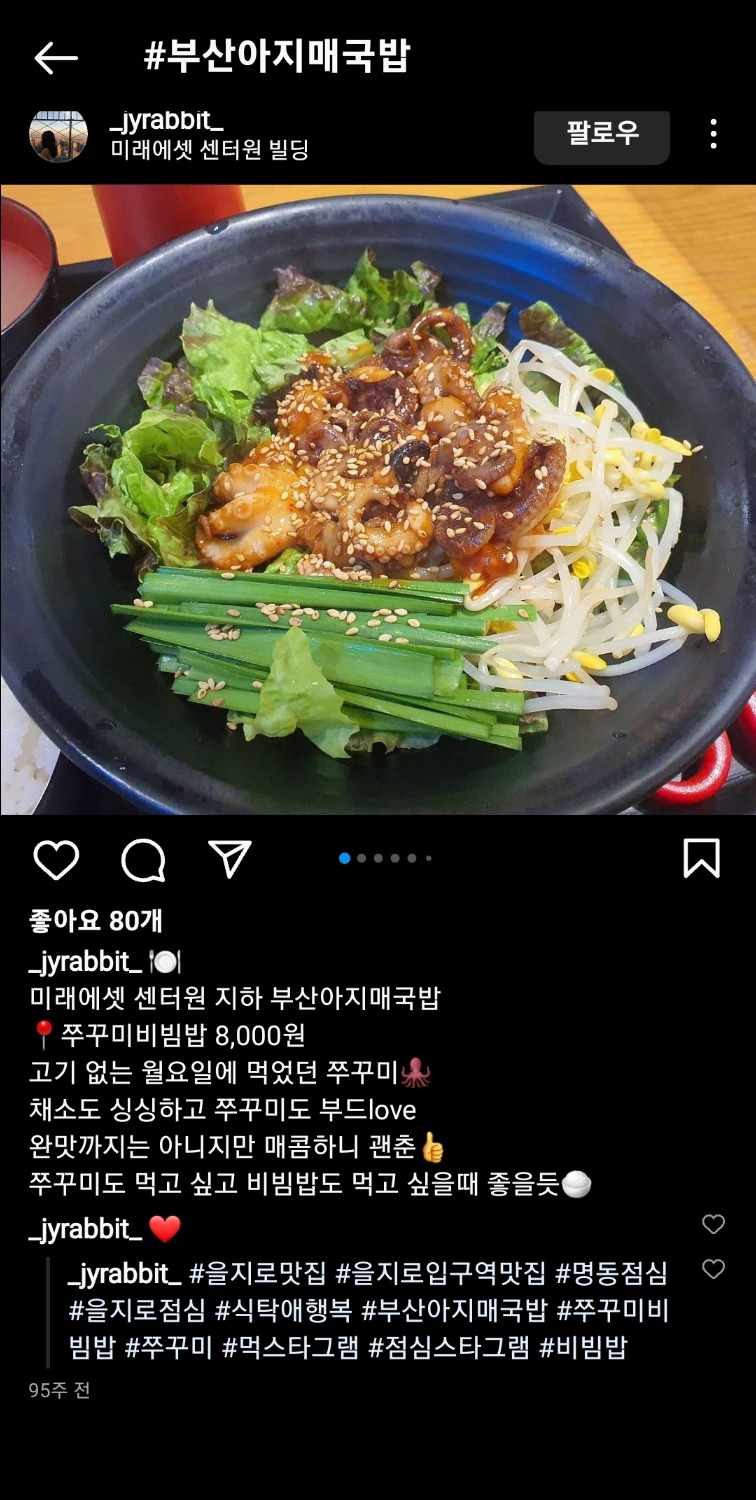 #부산아지매국밥
_jyrabbit_
미래에셋 센터원 빌딩
팔로우
좋아요 80개
_jyrabbit_ 🍽
미래에셋 센터원 지하 부산아지매국밥
📍쭈꾸미비빔밥 8,000원
고기 없는 월요일에 먹었던 쭈꾸미🐙
채소도 싱싱하고 쭈꾸미도 부드love
완맛까지는 아니지만 매콤하니 괜춘👍
쭈꾸미도 먹고 싶고 비빔밥도 먹고 싶을때 좋을듯🍚
_jyrabbit_ ❤️
_jyrabbit_ #을지로맛집 #을지로입구역맛집 #명동점심
#을지로점심 #식탁애행복 #부산아지매국밥 #쭈꾸미비
빔밥 #쭈꾸미 #먹스타그램 #점심스타그램 #비빔밥
95주 전